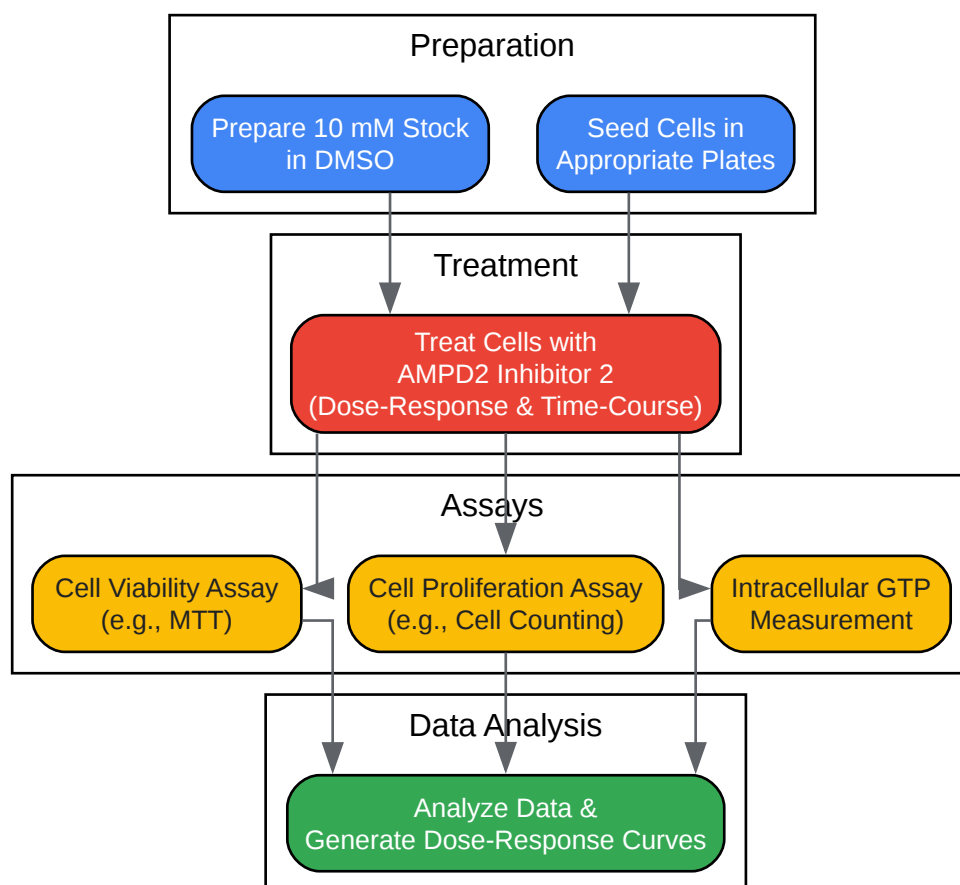 Preparation
Prepare 10 mM Stock
in DMSO
Seed Cells in
Appropriate Plates
Treatment
Treat Cells with
AMPD2 Inhibitor 2
(Dose-Response & Time-Course)
Assays
Cell Viability Assay
(e.g., MTT)
Cell Proliferation Assay
(e.g., Cell Counting)
Intracellular GTP
Measurement
Data Analysis
Analyze Data &
Generate Dose-Response Curves